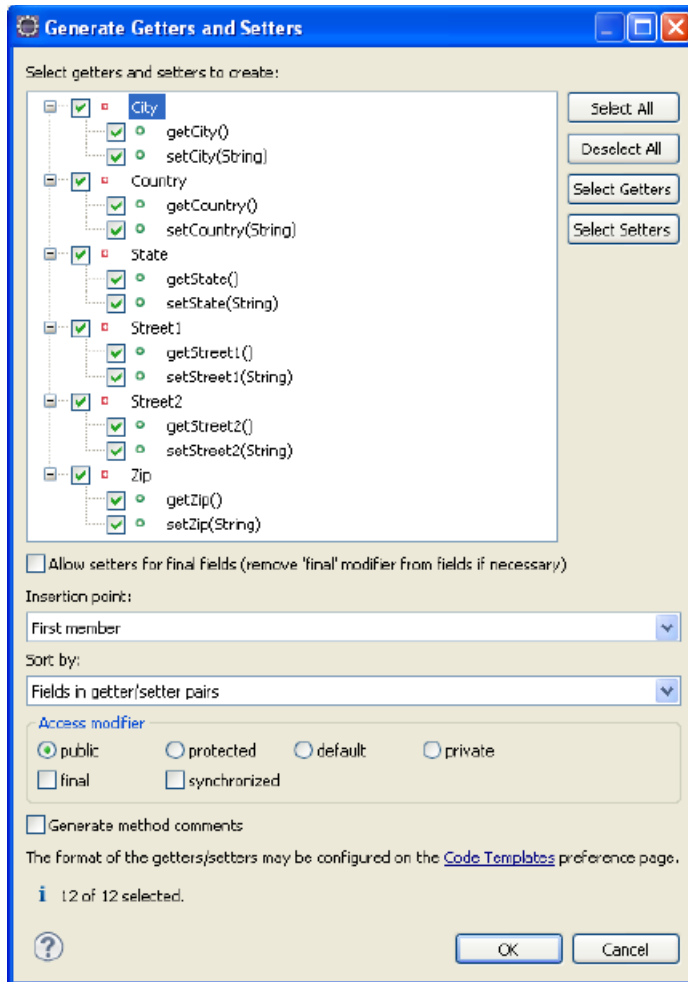 Generate Getters and Setters
Select getters and setters to create:
City
getCity()
setCity(String)
Country
getCountry()
setCountry(String)
State
getState()
setState(String)
Street1
getStreet1()
setStreet1(String)
Street2
getStreet2()
setStreet2(String)
Zip
getZip()
setZip(String)
Select All
Deselect All
Select Getters
Select Setters
Allow setters for final fields (remove 'final' modifier from fields if necessary)
Insertion point:
First member
Sort by:
Fields in getter/setter pairs
Access modifier
public protected default private
final synchronized
Generate method comments
The format of the getters/setters may be configured on the Code Templates preference page.
i 12 of 12 selected.
? OK Cancel